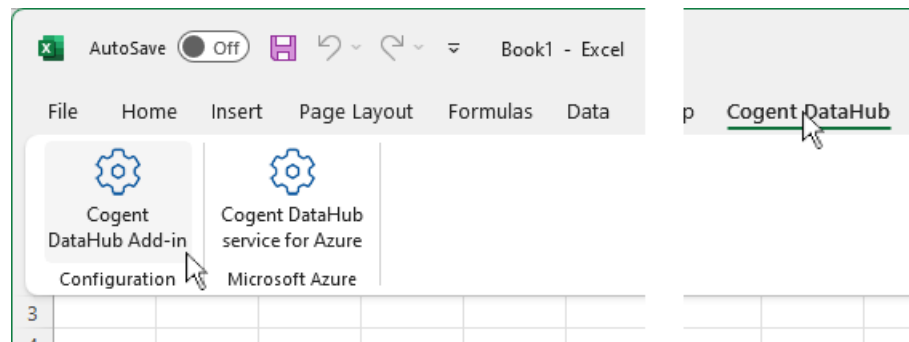 AutoSave Off Book1 - Excel
File Home Insert Page Layout Formulas Data p Cogent DataHub
Cogent
DataHub Add-in
Cogent DataHub
service for Azure
Configuration Microsoft Azure
3